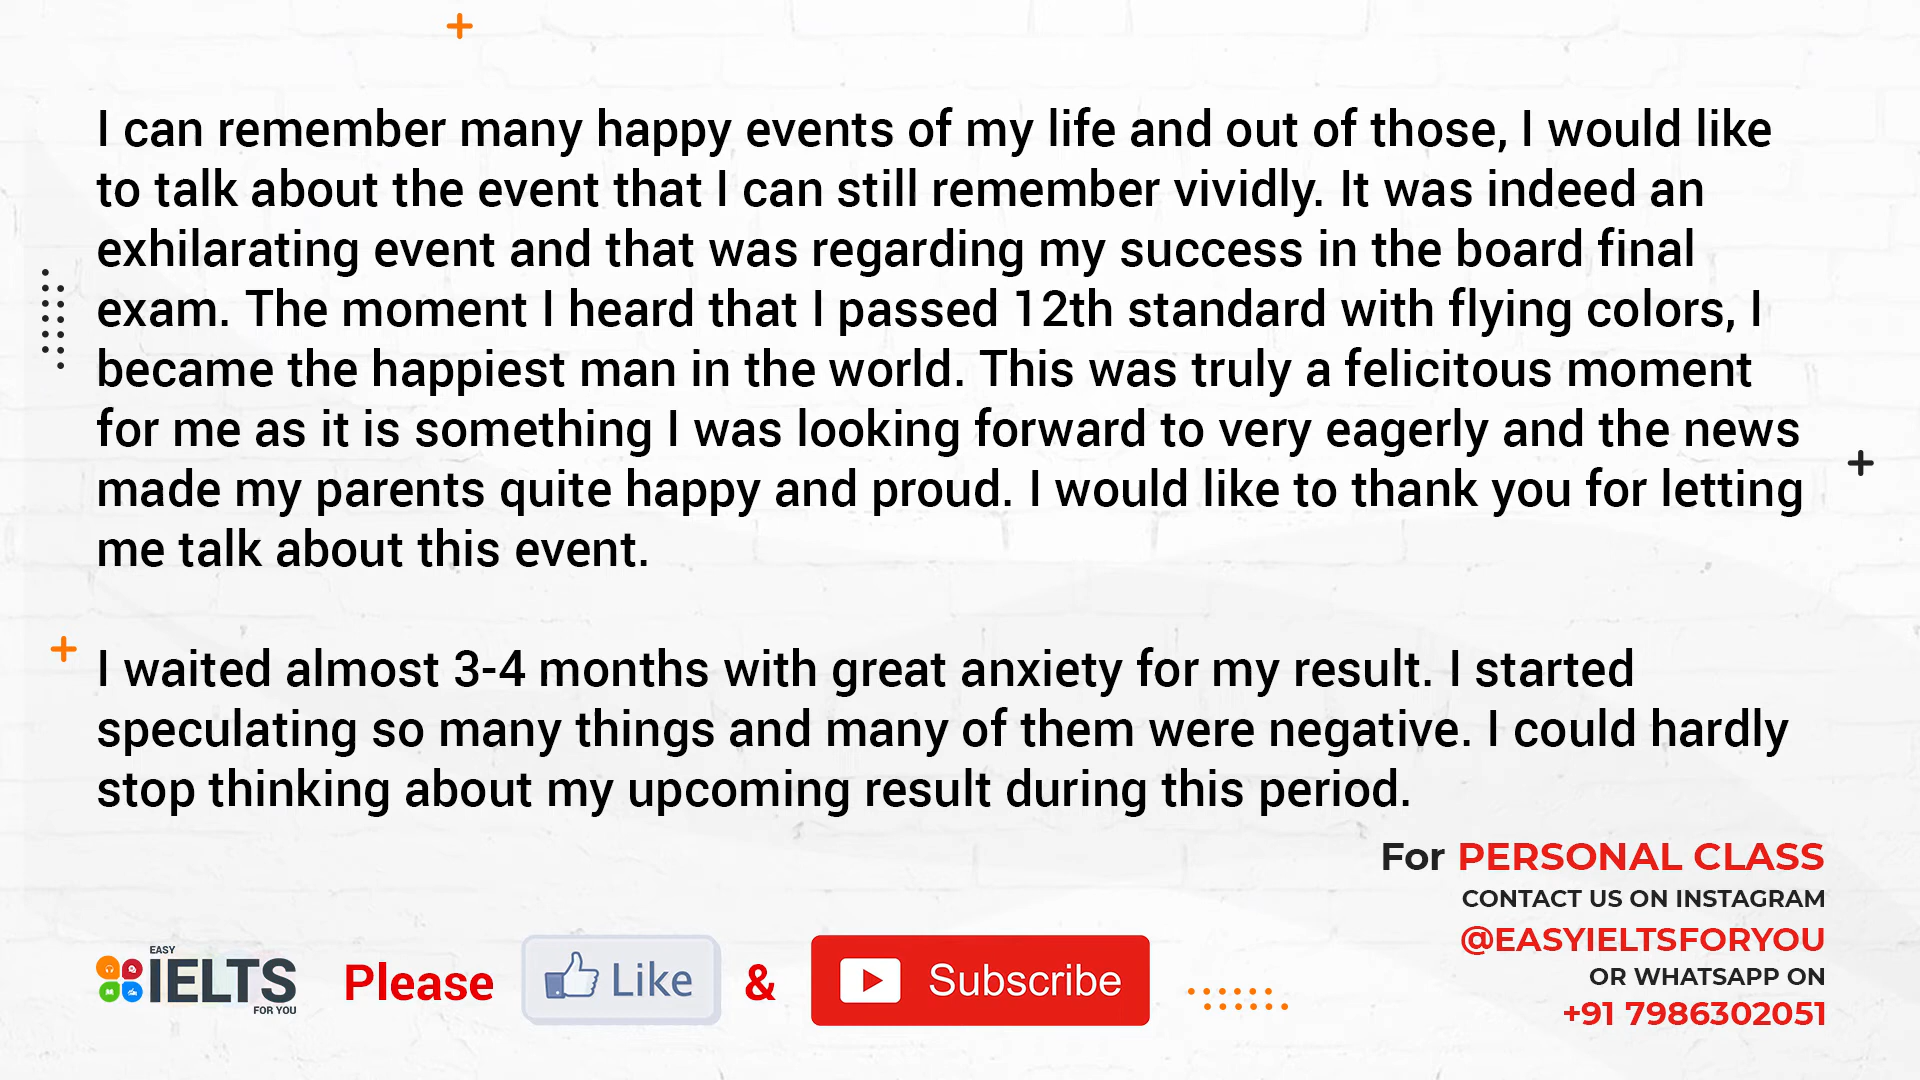 I can remember many happy events of my life and out of those, I would like
to talk about the event that I can still remember vividly. It was indeed an
exhilarating event and that was regarding my success in the board final
exam. The moment I heard that I passed 12th standard with flying colors, I
became the happiest man in the world. This was truly a felicitous moment
for me as it is something I was looking forward to very eagerly and the news
made my parents quite happy and proud. I would like to thank you for letting
me talk about this event.
I waited almost 3-4 months with great anxiety for my result. I started
speculating so many things and many of them were negative. I could hardly
stop thinking about my upcoming result during this period.
For PERSONAL CLASS
CONTACT US ON INSTAGRAM
@EASYIELTSFORYOU
OR WHATSAPP ON
+91 7986302051
EASY
IELTS
FOR YOU
Please Like & Subscribe